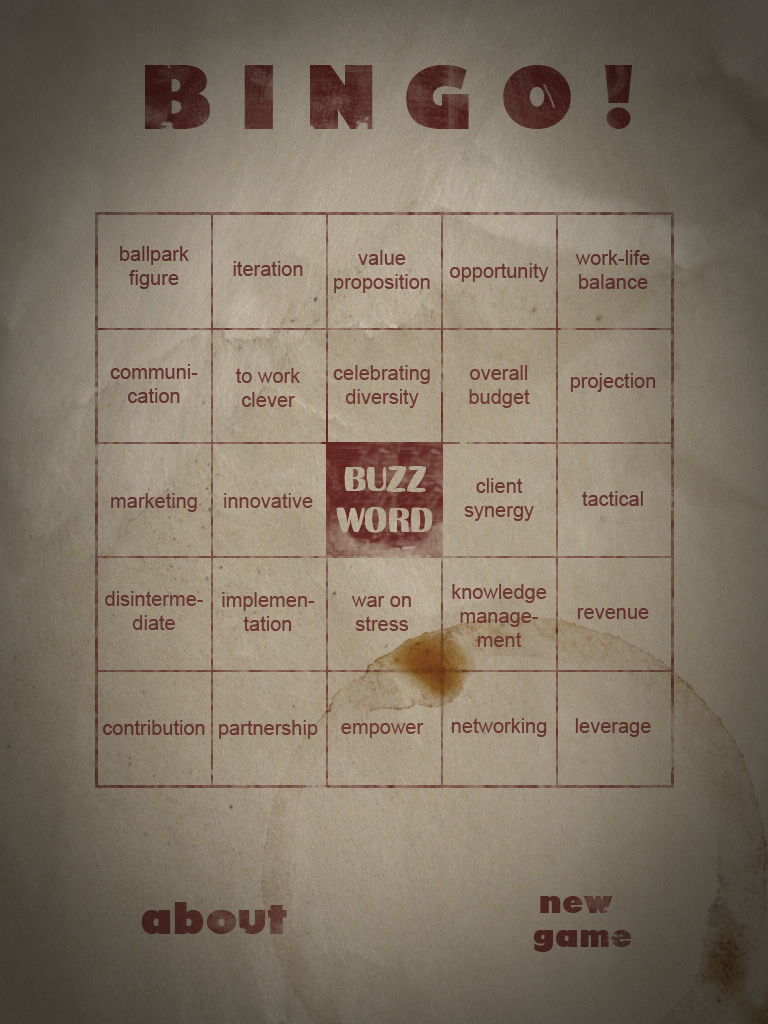 BINGO!
ballpark
figure
iteration
value
proposition
opportunity
work-life
balance
communi-
cation
to work
clever
celebrating
diversity
overall
budget
projection
marketing
innovative
BUZZ
WORD
client
synergy
tactical
disinterme-
diate
implemen-
tation
war on
stress
knowledge
manage-
ment
revenue
contribution
partnership
empower
networking
leverage
about
new
game